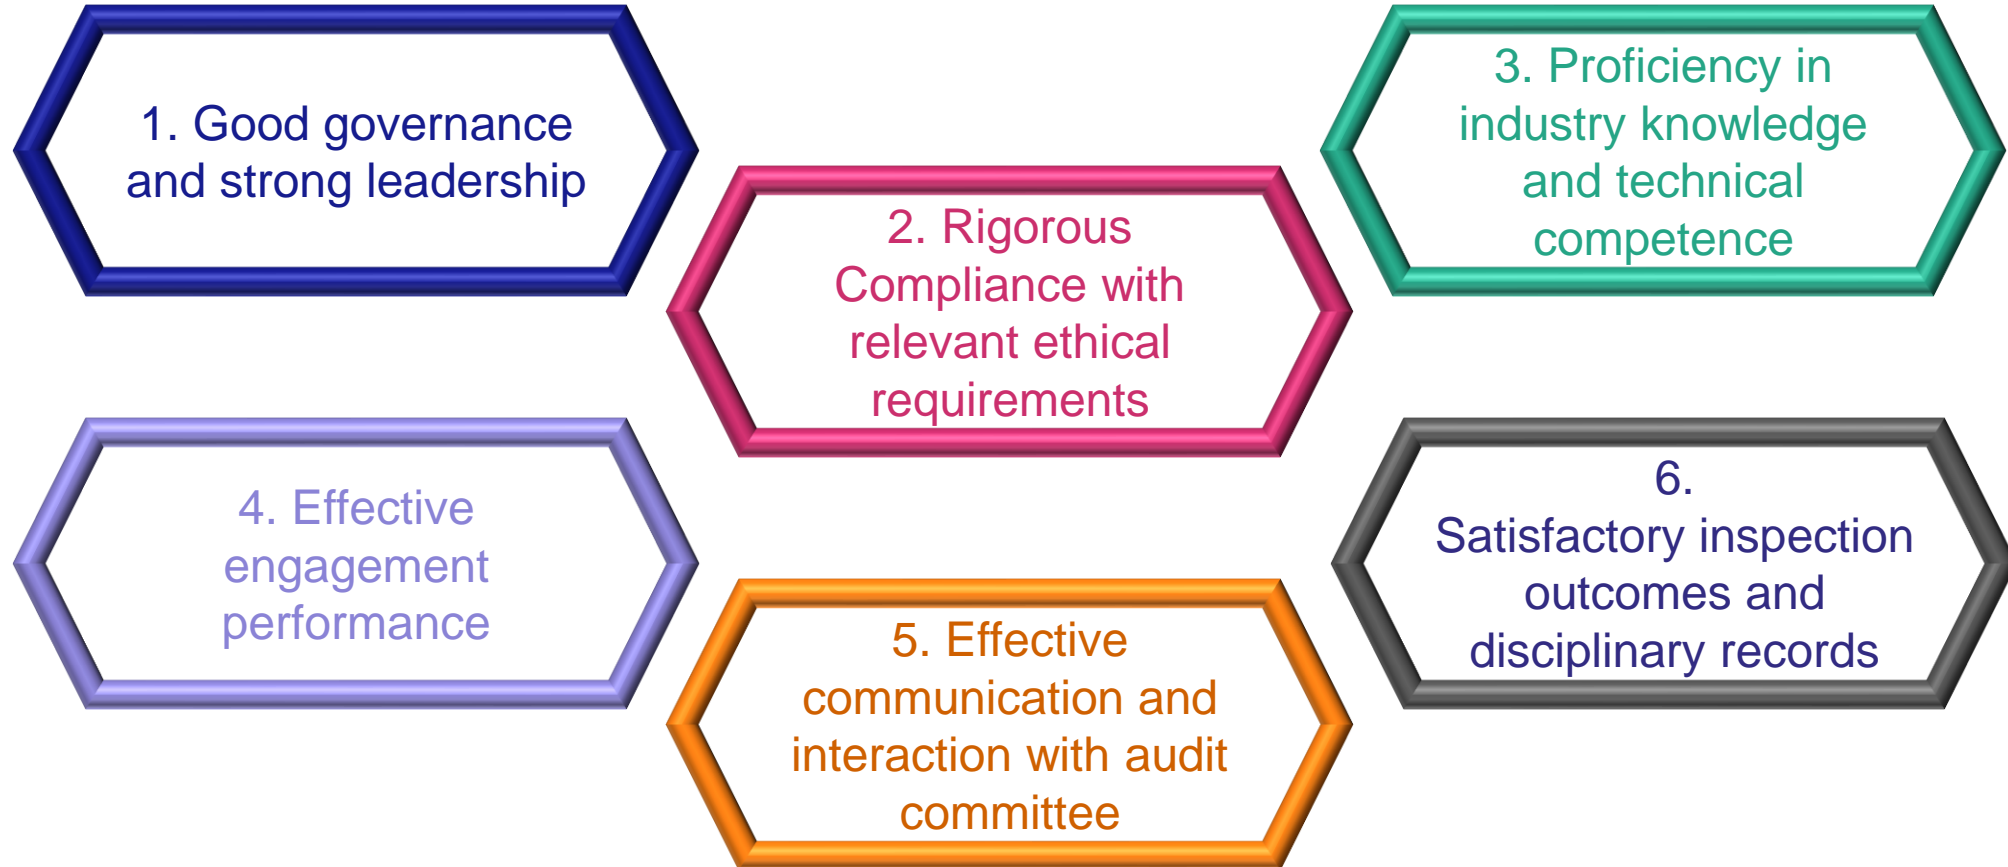 1. Good governance
and strong leadership
2. Rigorous
Compliance with
relevant ethical
requirements
3. Proficiency in
industry knowledge
and technical
competence
4. Effective
engagement
performance
5. Effective
communication and
interaction with audit
committee
6.
Satisfactory inspection
outcomes and
disciplinary records